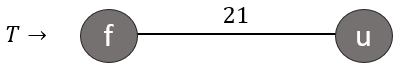 T → f 21 u